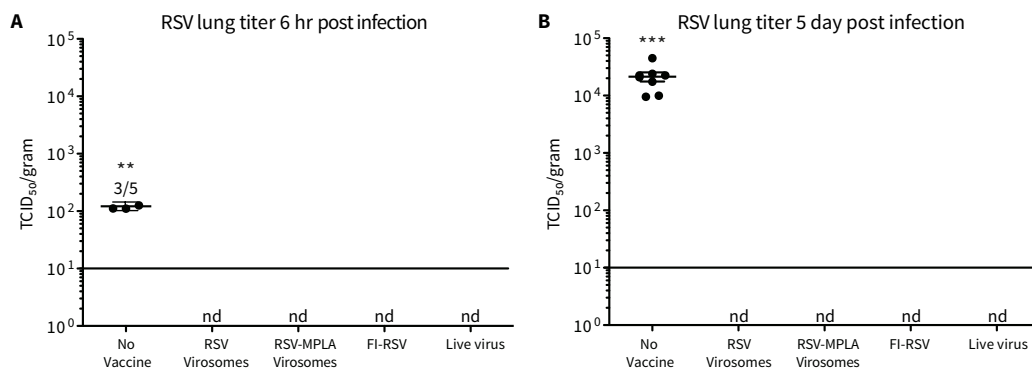 A
RSV lung titer 6 hr post infection
TCID50/gram
10^5
10^4
10^3
10^2
10^1
10^0
**
3/5
nd
nd
nd
nd
No
Vaccine
RSV
Virosomes
RSV-MPLA
Virosomes
FI-RSV
Live virus
B
RSV lung titer 5 day post infection
TCID50/gram
10^5
10^4
10^3
10^2
10^1
10^0
***
nd
nd
nd
nd
No
Vaccine
RSV
Virosomes
RSV-MPLA
Virosomes
FI-RSV
Live virus